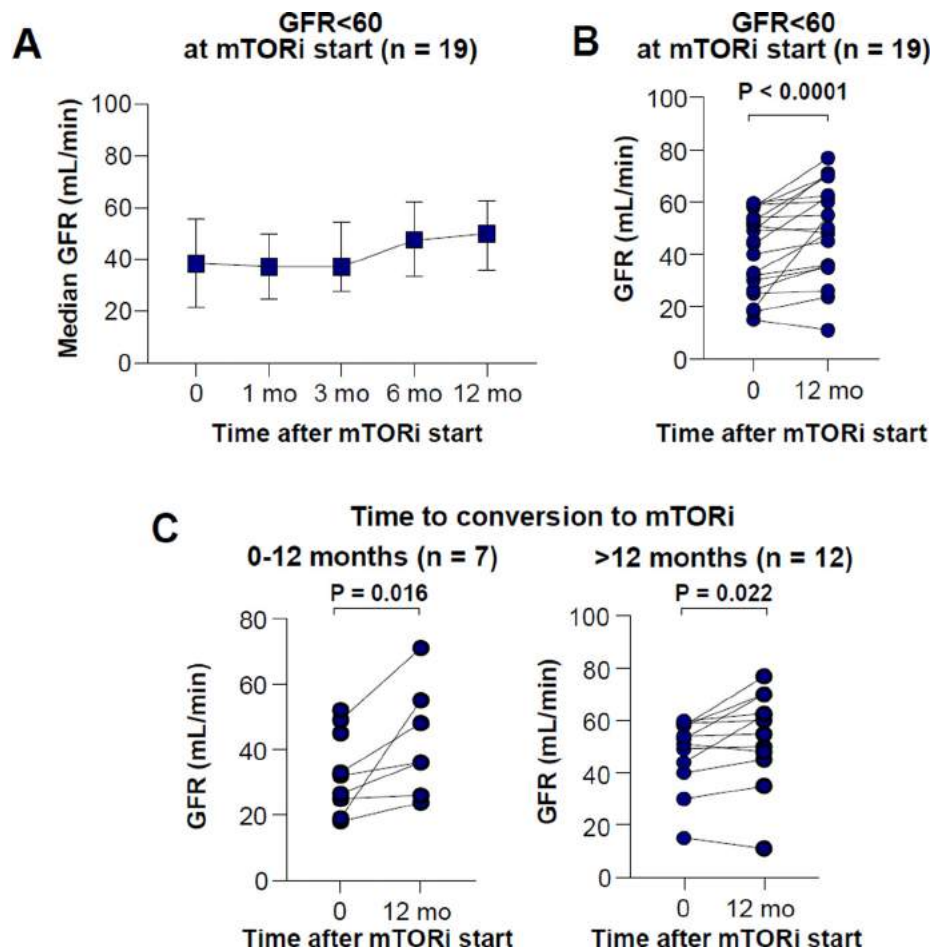 A
GFR<60
at mTORi start (n = 19)
Median GFR (mL/min)
100
80
60
40
20
0
0 1 mo 3 mo 6 mo 12 mo
Time after mTORi start
B
GFR<60
at mTORi start (n = 19)
P < 0.0001
GFR (mL/min)
100
80
60
40
20
0
0 12 mo
Time after mTORi start
C
Time to conversion to mTORi
0-12 months (n = 7)
P = 0.016
GFR (mL/min)
80
60
40
20
0
0 12 mo
Time after mTORi start
>12 months (n = 12)
P = 0.022
GFR (mL/min)
100
80
60
40
20
0
0 12 mo
Time after mTORi start